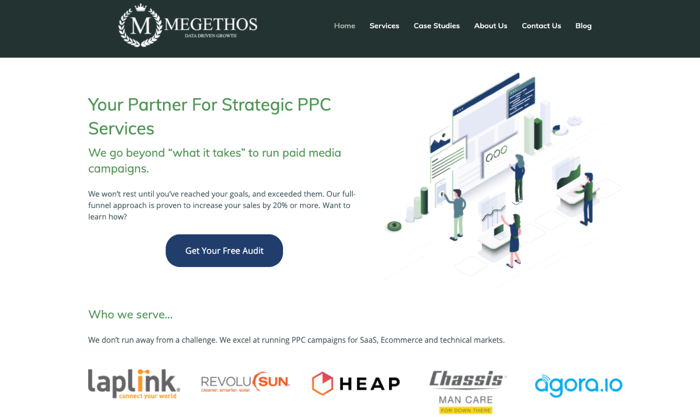 M MEGETHOS
DATA DRIVEN GROWTH
Home Services Case Studies About Us Contact Us Blog
Your Partner For Strategic PPC
Services
We go beyond “what it takes” to run paid media
campaigns.
We won’t rest until you’ve reached your goals, and exceeded them. Our full-
funnel approach is proven to increase your sales by 20% or more. Want to
learn how?
Get Your Free Audit
Who we serve...
We don’t run away from a challenge. We excel at running PPC campaigns for SaaS, Ecommerce and technical markets.
laplink®
connect your world
REVOLUSUN.
cleaner. smarter. solar.
HEAP
Chassis
MAN CARE
FOR DOWN THERE
agora.io